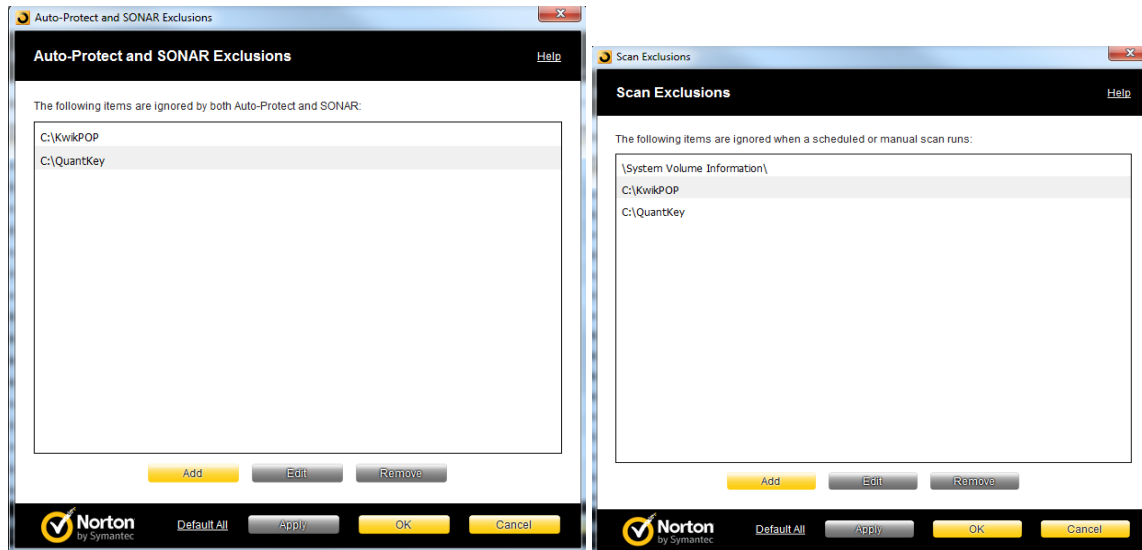 Auto-Protect and SONAR Exclusions
Auto-Protect and SONAR Exclusions
Help
The following items are ignored by both Auto-Protect and SONAR:
C:\KwikPOP
C:\QuantKey
Add
Edit
Remove
Norton
by Symantec
Default All
Apply
OK
Cancel
Scan Exclusions
Scan Exclusions
Help
The following items are ignored when a scheduled or manual scan runs:
\System Volume Information\
C:\KwikPOP
C:\QuantKey
Add
Edit
Remove
Norton
by Symantec
Default All
Apply
OK
Cancel